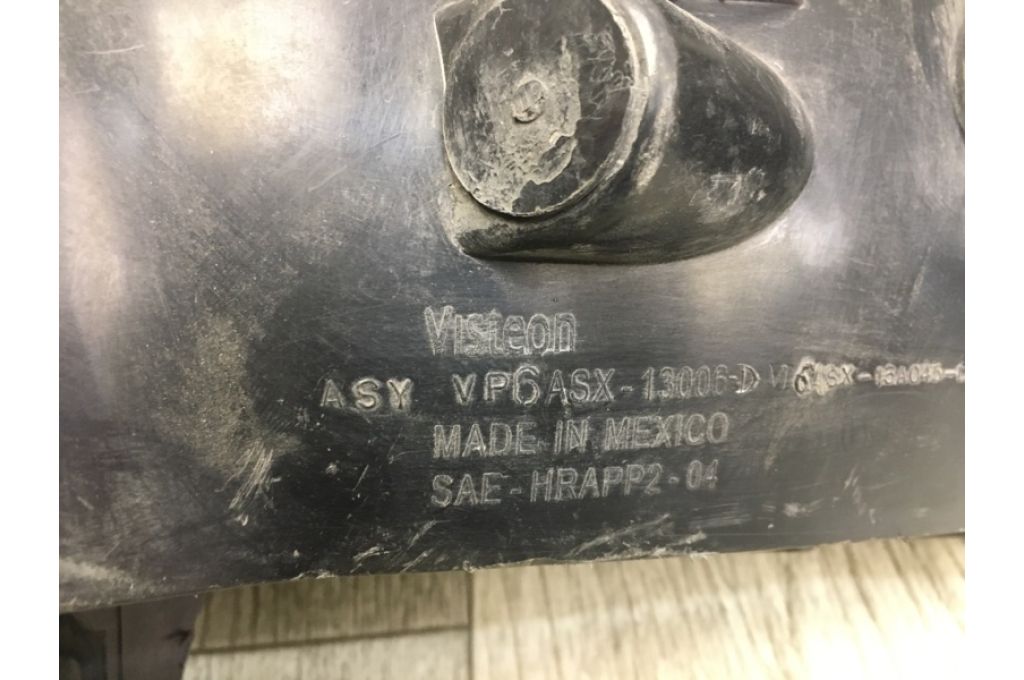 Visteon
ASY VP6ASX-13006-D
MADE IN MEXICO
SAE-HRAPP2-04